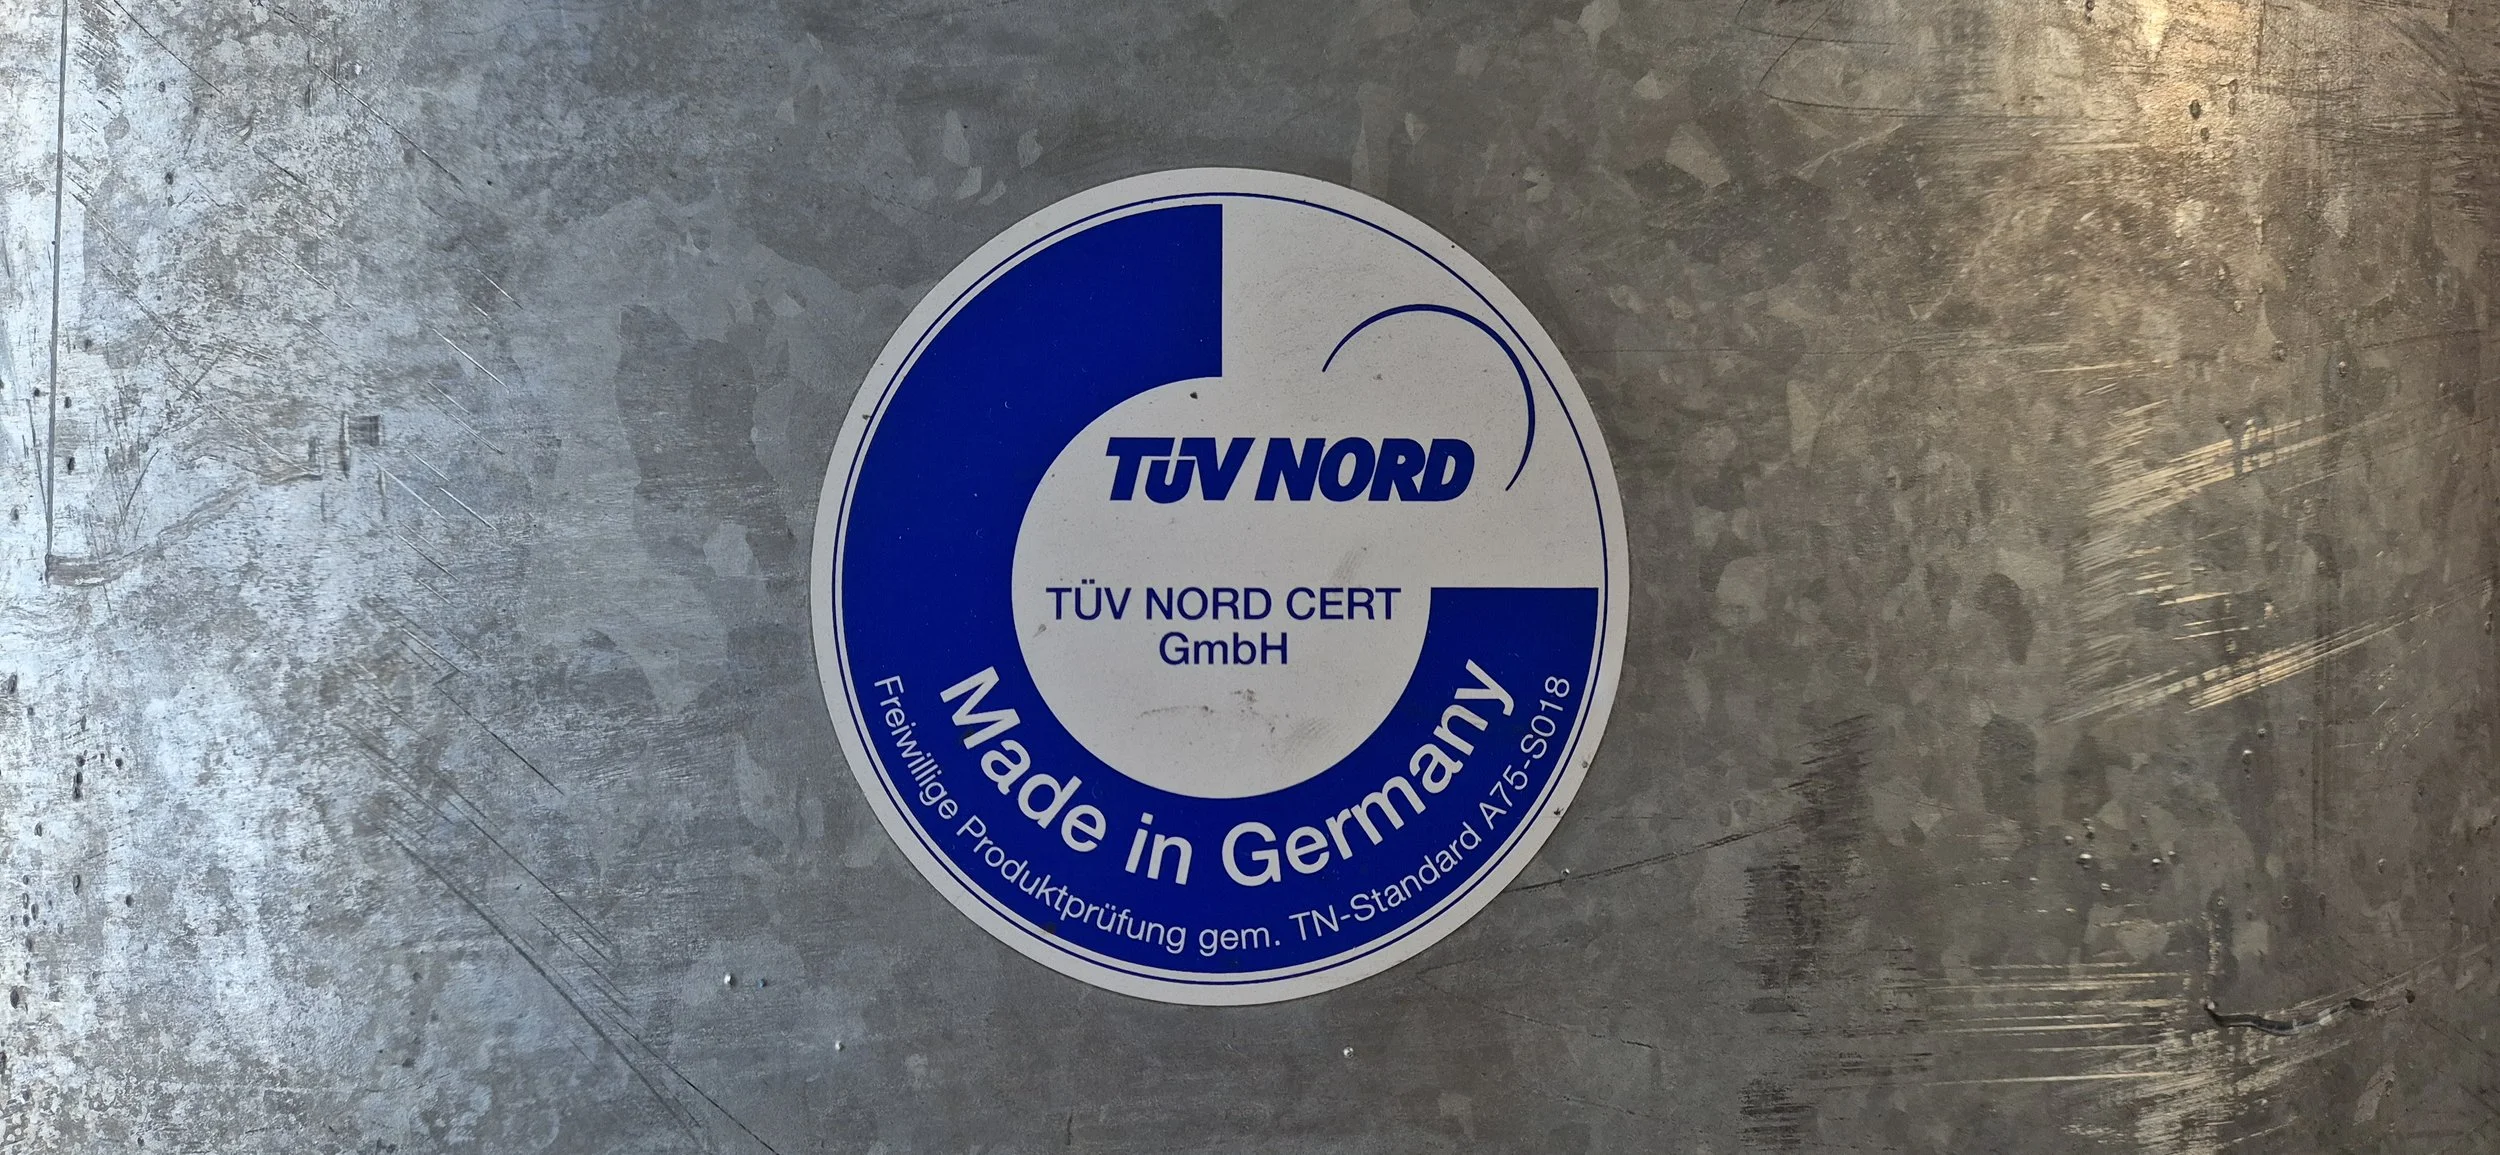 TÜV NORD
TÜV NORD CERT
GmbH
Made in Germany
Freiwillige Produktprüfung gem. TN-Standard A75-S018